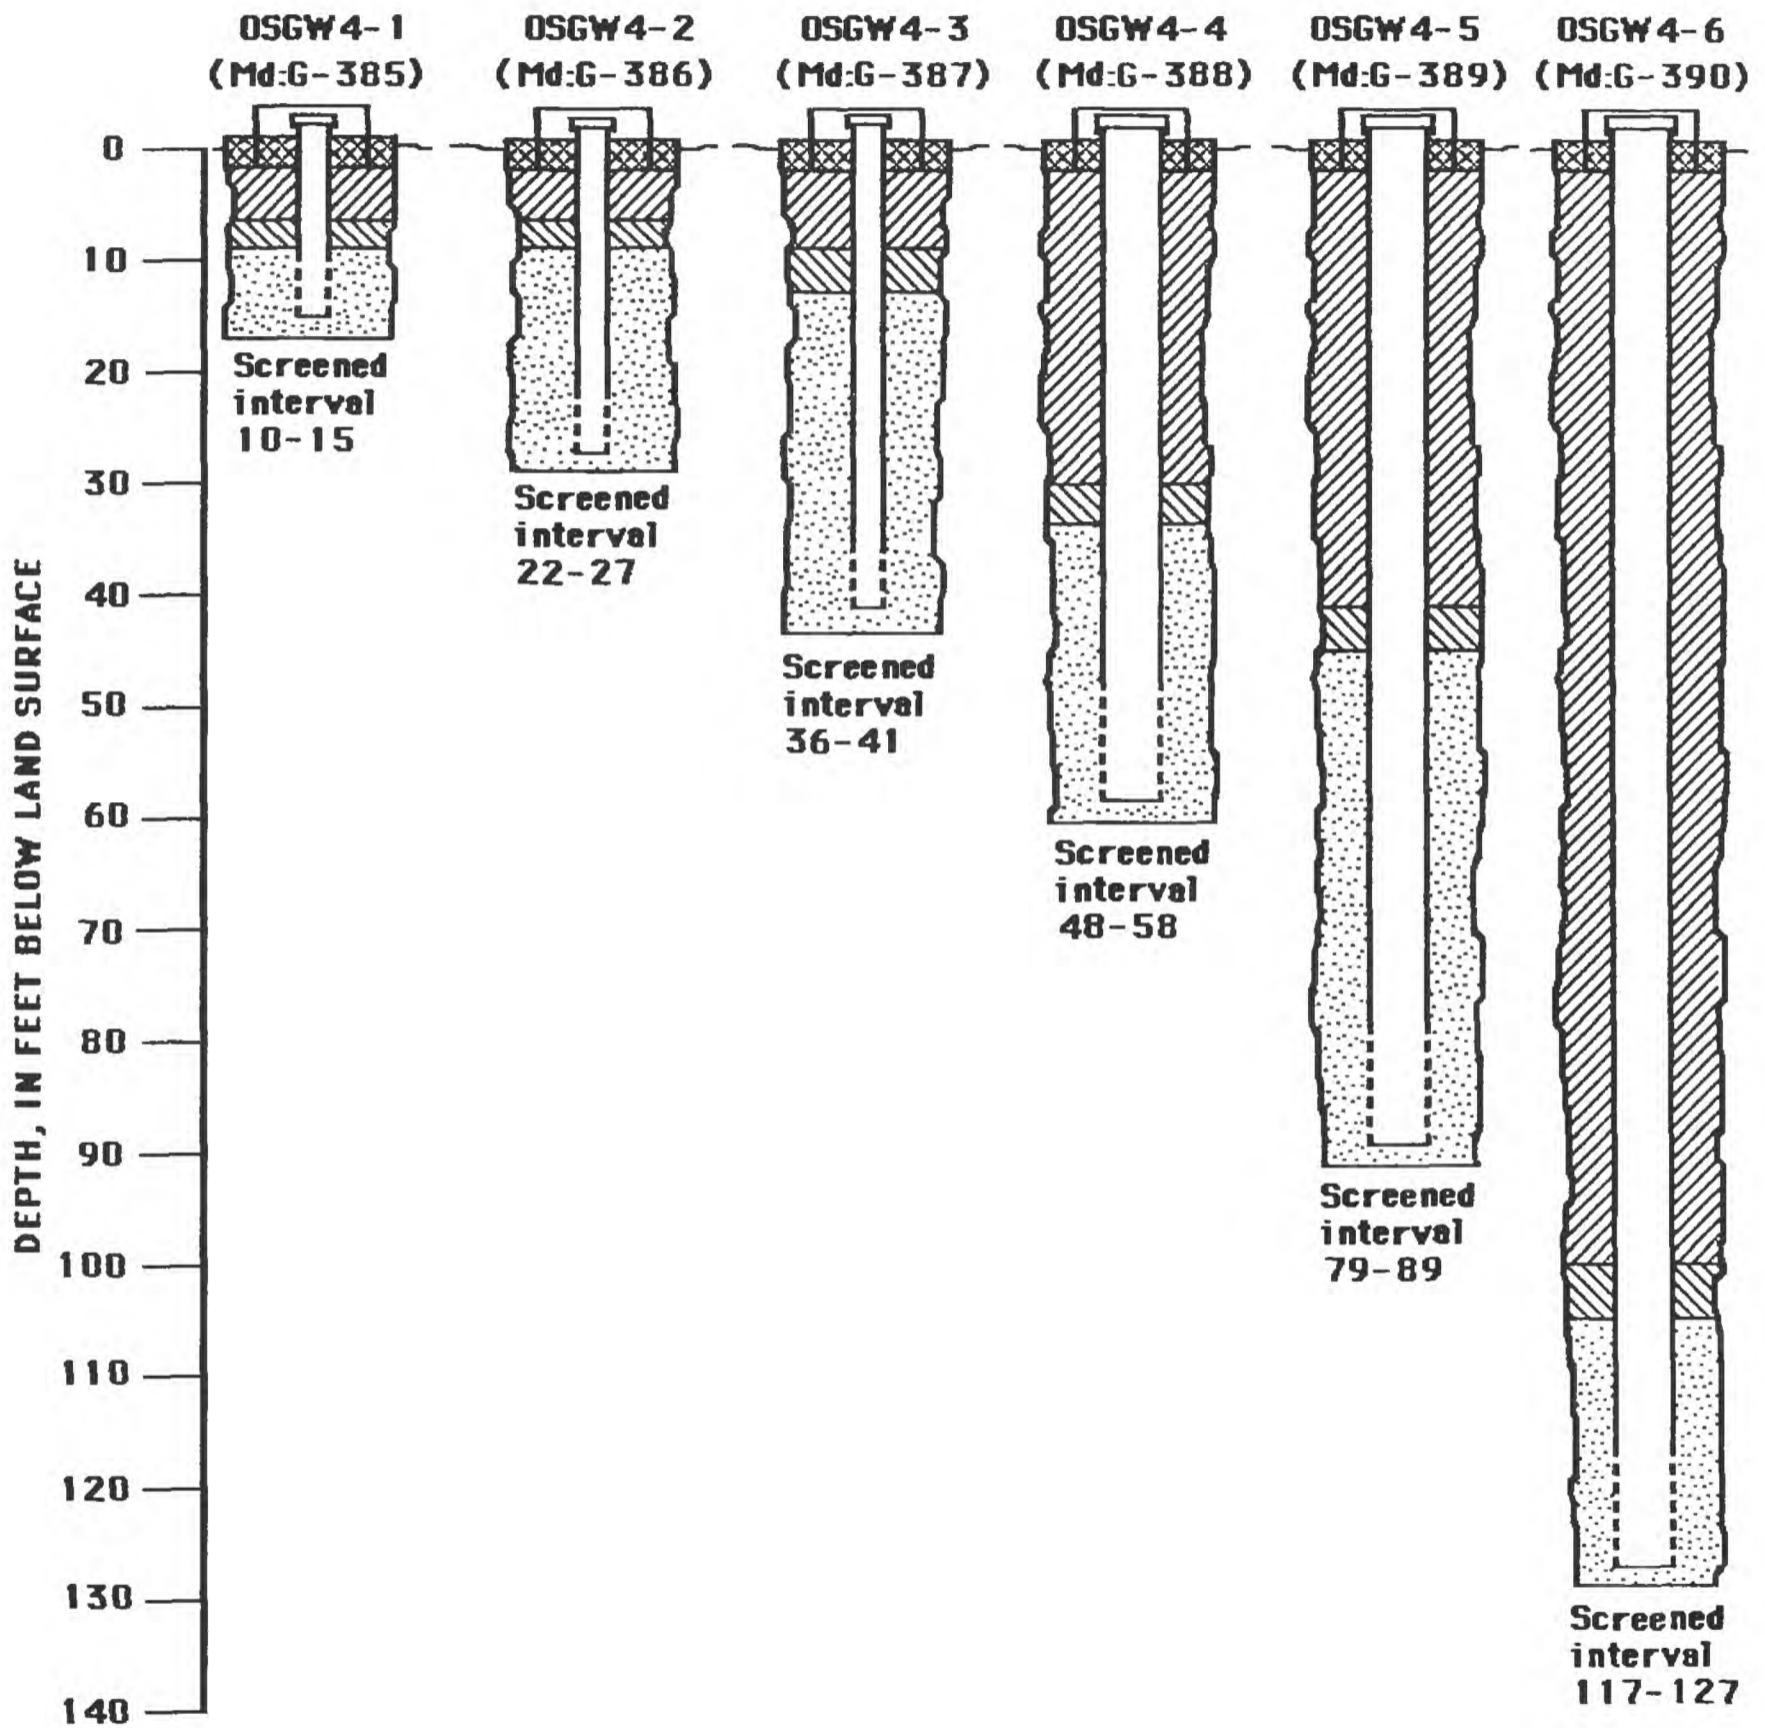 OSGW4-1
(Md:G-385)
OSGW4-2
(Md:G-386)
OSGW4-3
(Md:G-387)
OSGW4-4
(Md:G-388)
OSGW4-5
(Md:G-389)
OSGW4-6
(Md:G-390)
DEPTH, IN FEET BELOW LAND SURFACE
0
10
20
30
40
50
60
70
80
90
100
110
120
130
140
Screened
interval
10-15
Screened
interval
22-27
Screened
interval
36-41
Screened
interval
48-58
Screened
interval
79-89
Screened
interval
117-127